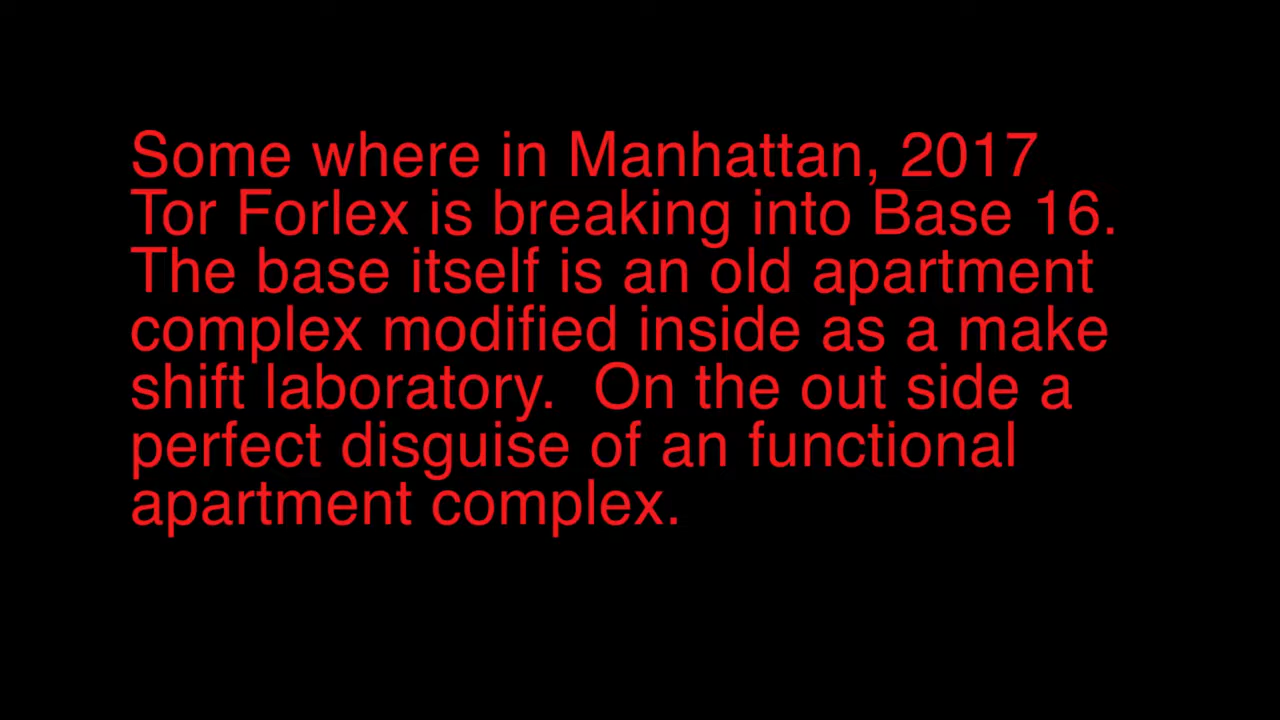 Some where in Manhattan, 2017
Tor Forlex is breaking into Base 16.
The base itself is an old apartment
complex modified inside as a make
shift laboratory.  On the out side a
perfect disguise of an functional
apartment complex.